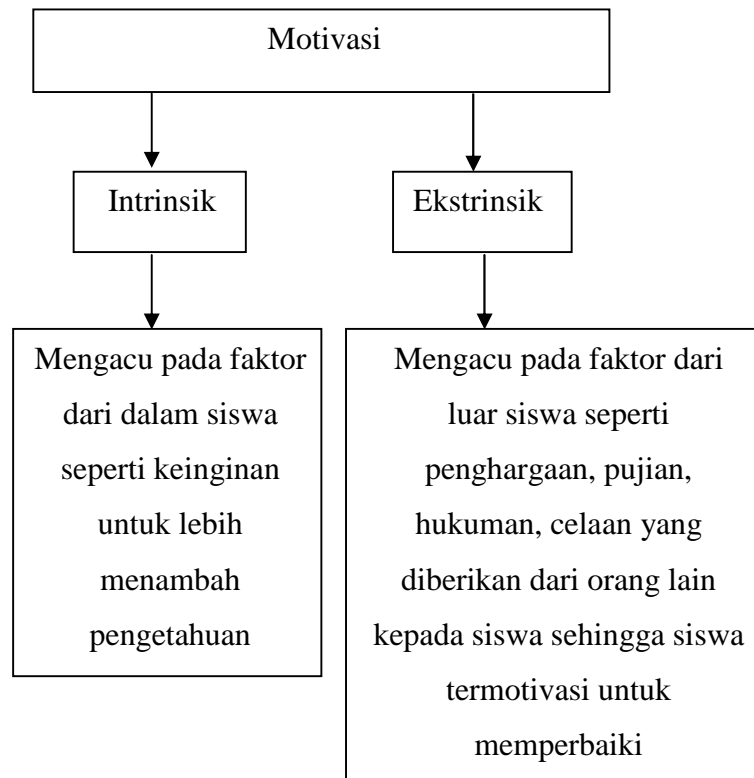 Motivasi
Intrinsik
Ekstrinsik
Mengacu pada faktor
dari dalam siswa
seperti keinginan
untuk lebih
menambah
pengetahuan
Mengacu pada faktor dari
luar siswa seperti
penghargaan, pujian,
hukuman, celaan yang
diberikan dari orang lain
kepada siswa sehingga siswa
termotivasi untuk
memperbaiki